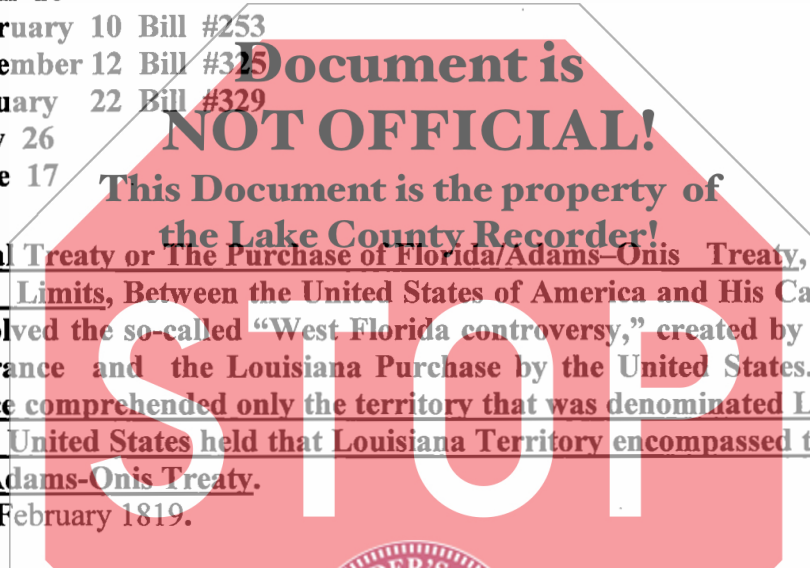 ruary 10 Bill #253
ember 12 Bill #325
uary 22 Bill #329
26
e 17
Document is
NOT OFFICIAL!
This Document is the property of
the Lake County Recorder!
al Treaty or The Purchase of Florida/Adams–Onis Treaty,
Limits, Between the United States of America and His Ca
lved the so-called “West Florida controversy,” created by
rance and the Louisiana Purchase by the United States.
e comprehended only the territory that was denominated L
United States held that Louisiana Territory encompassed t
dams-Onis Treaty.
February 1819.
STOP